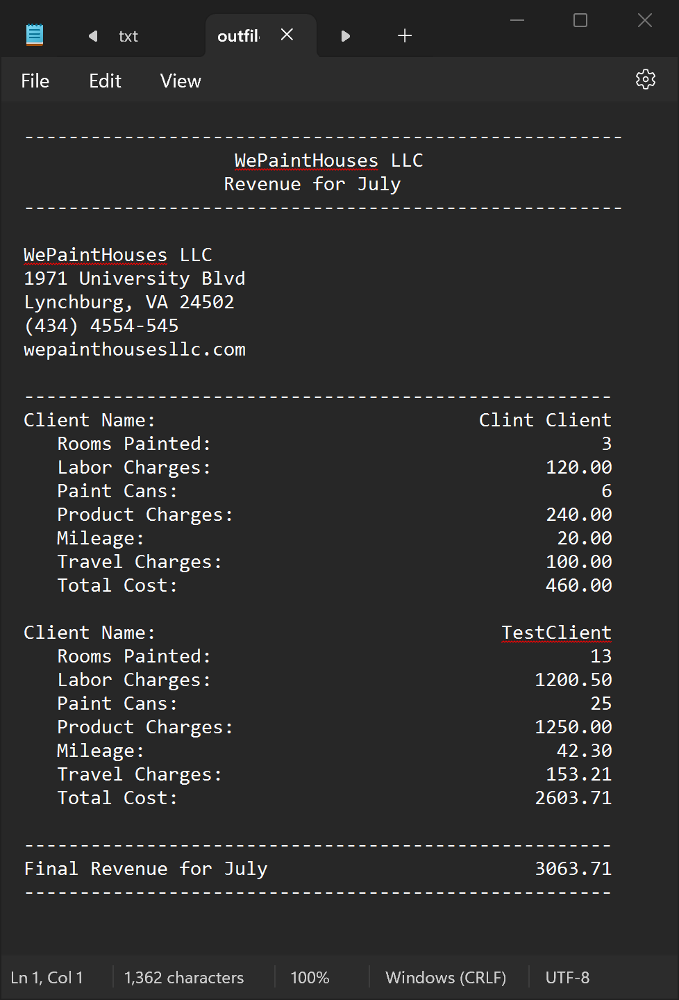 txt outfil
File Edit View
------------------------------------------------------
WePaintHouses LLC
Revenue for July
------------------------------------------------------
WePaintHouses LLC
1971 University Blvd
Lynchburg, VA 24502
(434) 4554-545
wepainthousesllc.com
-----------------------------------------------------
Client Name: Clint Client
Rooms Painted: 3
Labor Charges: 120.00
Paint Cans: 6
Product Charges: 240.00
Mileage: 20.00
Travel Charges: 100.00
Total Cost: 460.00
Client Name: TestClient
Rooms Painted: 13
Labor Charges: 1200.50
Paint Cans: 25
Product Charges: 1250.00
Mileage: 42.30
Travel Charges: 153.21
Total Cost: 2603.71
-----------------------------------------------------
Final Revenue for July 3063.71
-----------------------------------------------------
Ln 1, Col 1 1,362 characters 100% Windows (CRLF) UTF-8